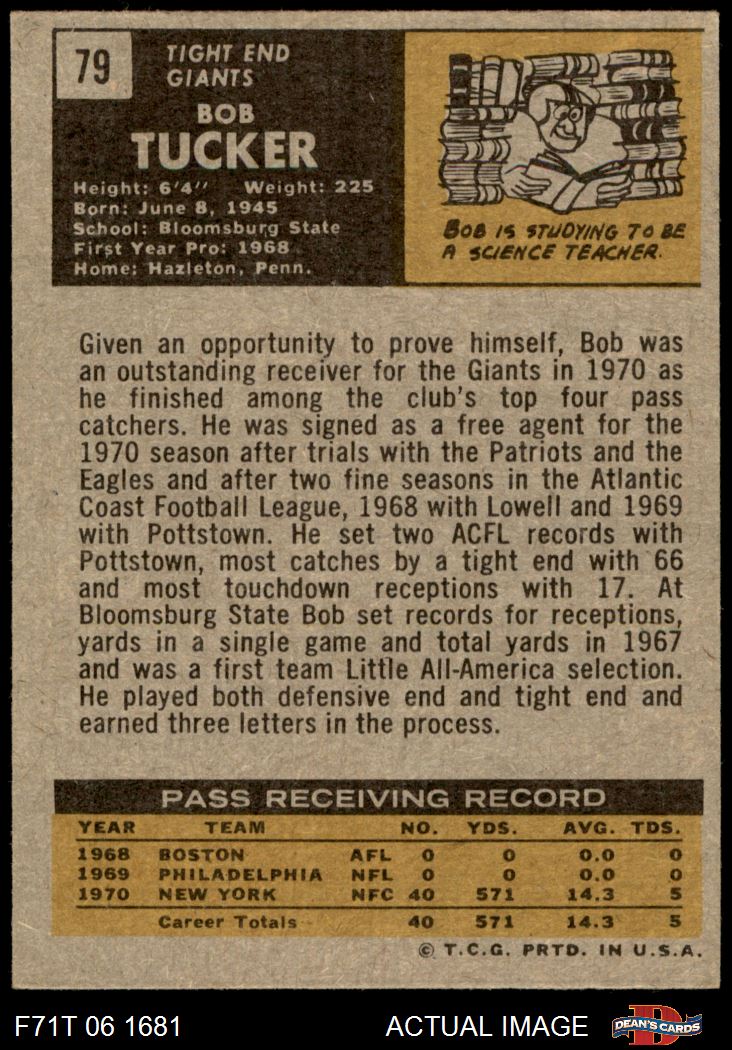 79
TIGHT END
GIANTS
BOB
TUCKER
Height: 6'4" Weight: 225
Born: June 8, 1945
School: Bloomsburg State
First Year Pro: 1968
Home: Hazleton, Penn.
BOB IS STUDYING TO BE
A SCIENCE TEACHER.
Given an opportunity to prove himself, Bob was
an outstanding receiver for the Giants in 1970 as
he finished among the club's top four pass
catchers. He was signed as a free agent for the
1970 season after trials with the Patriots and the
Eagles and after two fine seasons in the Atlantic
Coast Football League, 1968 with Lowell and 1969
with Pottstown. He set two ACFL records with
Pottstown, most catches by a tight end with 66
and most touchdown receptions with 17. At
Bloomsburg State Bob set records for receptions,
yards in a single game and total yards in 1967
and was a first team Little All-America selection.
He played both defensive end and tight end and
earned three letters in the process.
PASS RECEIVING RECORD
YEAR TEAM NO. YDS. AVG. TDS.
1968 BOSTON AFL 0 0 0.0 0
1969 PHILADELPHIA NFL 0 0 0.0 0
1970 NEW YORK NFC 40 571 14.3 5
Career Totals 40 571 14.3 5
© T.C.G. PRTD. IN U.S.A.
F71T 06 1681 ACTUAL IMAGE
D
DEAN'S CARDS